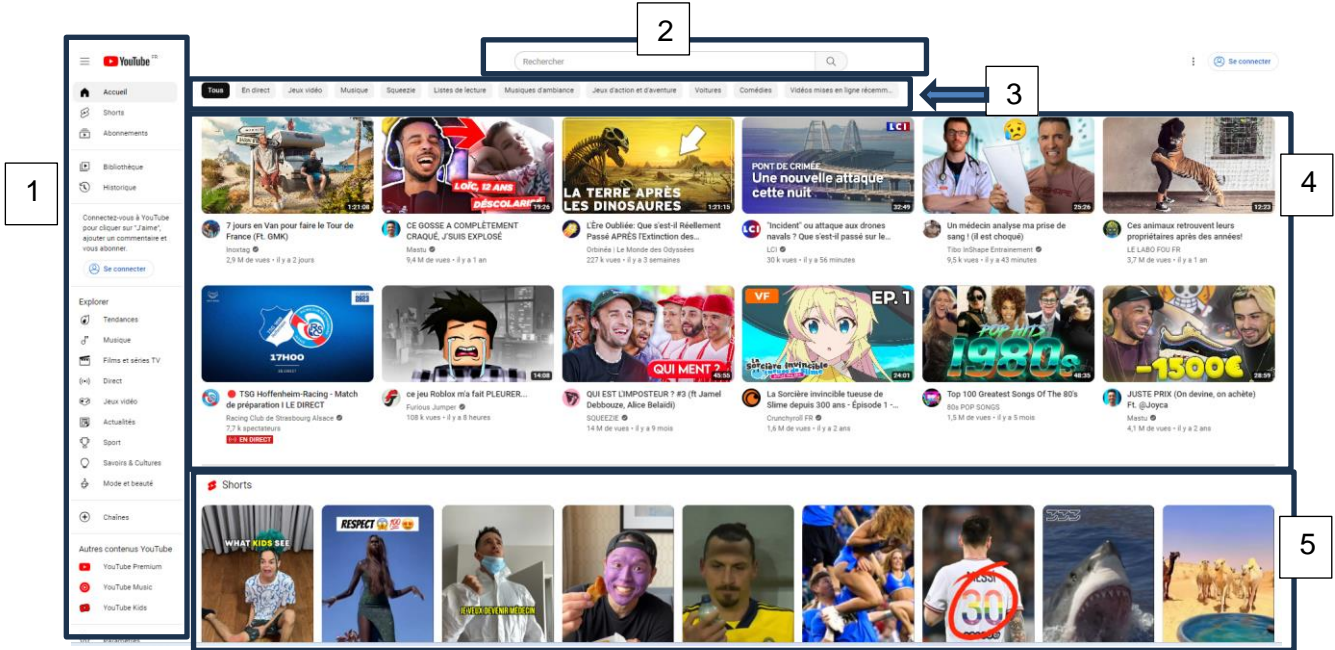 2
YouTube CD
Rechercher
Se connecter
1
Accueil
Shorts
Abonnements
Bibliothèque
Historique
Connectez-vous à YouTube
pour cliquer sur "J'aime",
ajouter un commentaire et
vous abonner.
Se connecter
Explorer
Tendances
Musique
Films et séries TV
Direct
Jeux vidéo
Actualités
Sport
Savoirs & Cultures
Mode et beauté
Chaînes
Autres contenus YouTube
YouTube Premium
YouTube Music
YouTube Kids
Paramètres
Tous En direct Jeux vidéo Musique Squeezie Listes de lecture Musiques d'ambiance Jeux d'action et d'aventure Voitures Comédies Vidéos mises en ligne récemm...
3
4
1:21:08
7 jours en Van pour faire le Tour de
France (Ft. GMK)
Inoxtag
2,9 M de vues • il y a 2 jours
LOÏC, 12 ANS
DÉSCOLARISÉ
19:26
CE GOSSE A COMPLÈTEMENT
CRAQUÉ, J'SUIS EXPLOSÉ
Mastu
9,4 M de vues • il y a 1 an
LA TERRE APRÈS
LES DINOSAURES
1:21:15
L'Ère Oubliée: Que s'est-il Réellement
Passé APRÈS l'Extinction des...
Orbinéa I Le Monde des Odyssées
227 k vues • il y a 3 semaines
LCI
PONT DE CRIMÉE
Une nouvelle attaque
cette nuit
32:49
LCI
"Incident" ou attaque aux drones
navals ? Que s'est-il passé sur le...
LCI
30 k vues • il y a 56 minutes
25:26
Un médecin analyse ma prise de
sang ! (il est choqué)
Tibo InShape Entrainement
9,5 k vues • il y a 43 minutes
12:23
Ces animaux retrouvent leurs
propriétaires après des années!
LE LABO FOU FR
3,7 M de vues • il y a 1 an
17H00
TSG Hoffenheim-Racing - Match
de préparation I LE DIRECT
Racing Club de Strasbourg Alsace
7,7 k spectateurs
EN DIRECT
14:08
ce jeu Roblox m'a fait PLEURER...
Furious Jumper
108 k vues • il y a 8 heures
QUI MENT ?
45:55
QUI EST L'IMPOSTEUR ? #3 (ft Jamel
Debbouze, Alice Belaïdi)
SQUEEZIE
14 M de vues • il y a 9 mois
VF
EP. 1
La
Sorcière Invincible
24:01
La Sorcière invincible tueuse de
Slime depuis 300 ans - Épisode 1 -...
Crunchyroll FR
1,6 M de vues • il y a 2 ans
POP HITS
1980s
48:35
Top 100 Greatest Songs Of The 80's
80s POP SONGS
1,5 M de vues • il y a 5 mois
-1500€
28:59
JUSTE PRIX (On devine, on achète)
Ft. @Joyca
Mastu
4,1 M de vues • il y a 2 ans
Shorts
5
WHAT KIDS SEE
RESPECT 100
JE VEUX DEVENIR MÉDECIN
MESSI
30